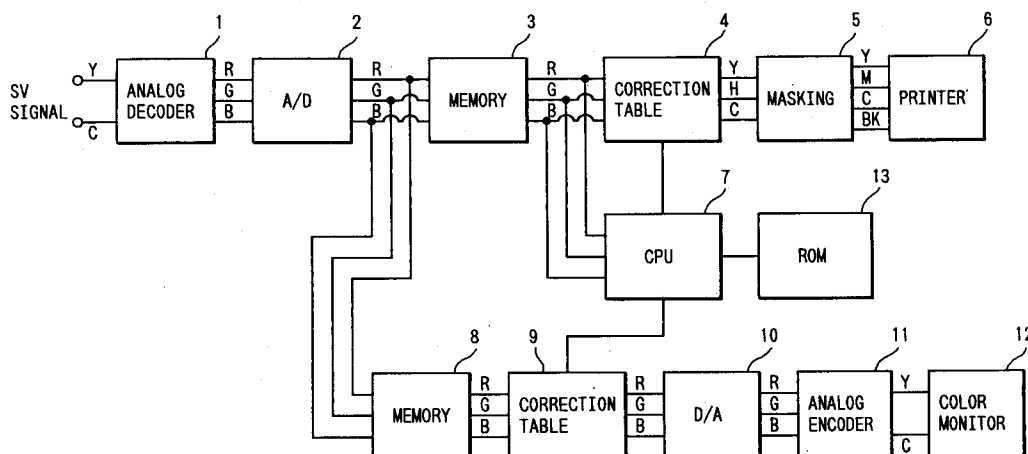 1 2 3 4 5 6
Y R R R Y Y
SV SIGNAL ANALOG DECODER G A/D G MEMORY G CORRECTION TABLE H MASKING M PRINTER
C B B B C C
BK
7 13
CPU ROM
8 9 10 11 12
R R R Y
MEMORY G CORRECTION TABLE G D/A G ANALOG ENCODER COLOR MONITOR
B B B C